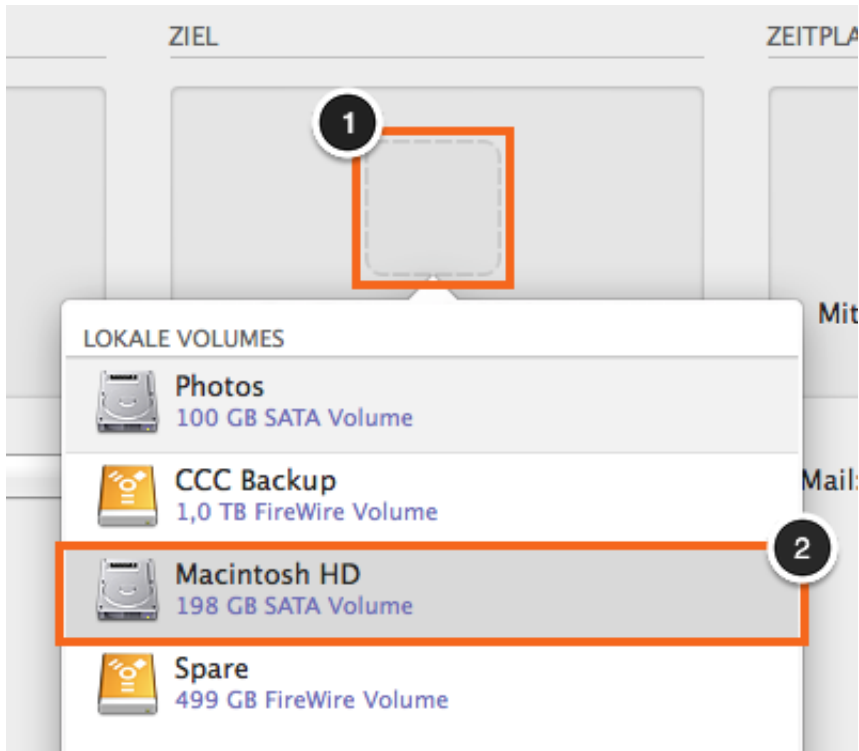 ZIEL
ZEITPLA
1
Mit
LOKALE VOLUMES
Photos
100 GB SATA Volume
CCC Backup
1,0 TB FireWire Volume
Mail:
2
Macintosh HD
198 GB SATA Volume
Spare
499 GB FireWire Volume